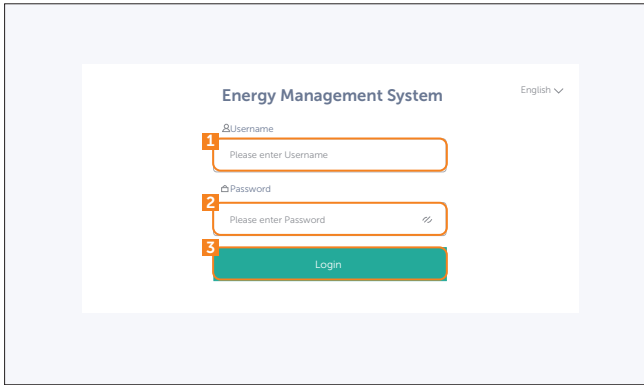 Energy Management System
English
Username
1
Please enter Username
Password
2
Please enter Password
3
Login